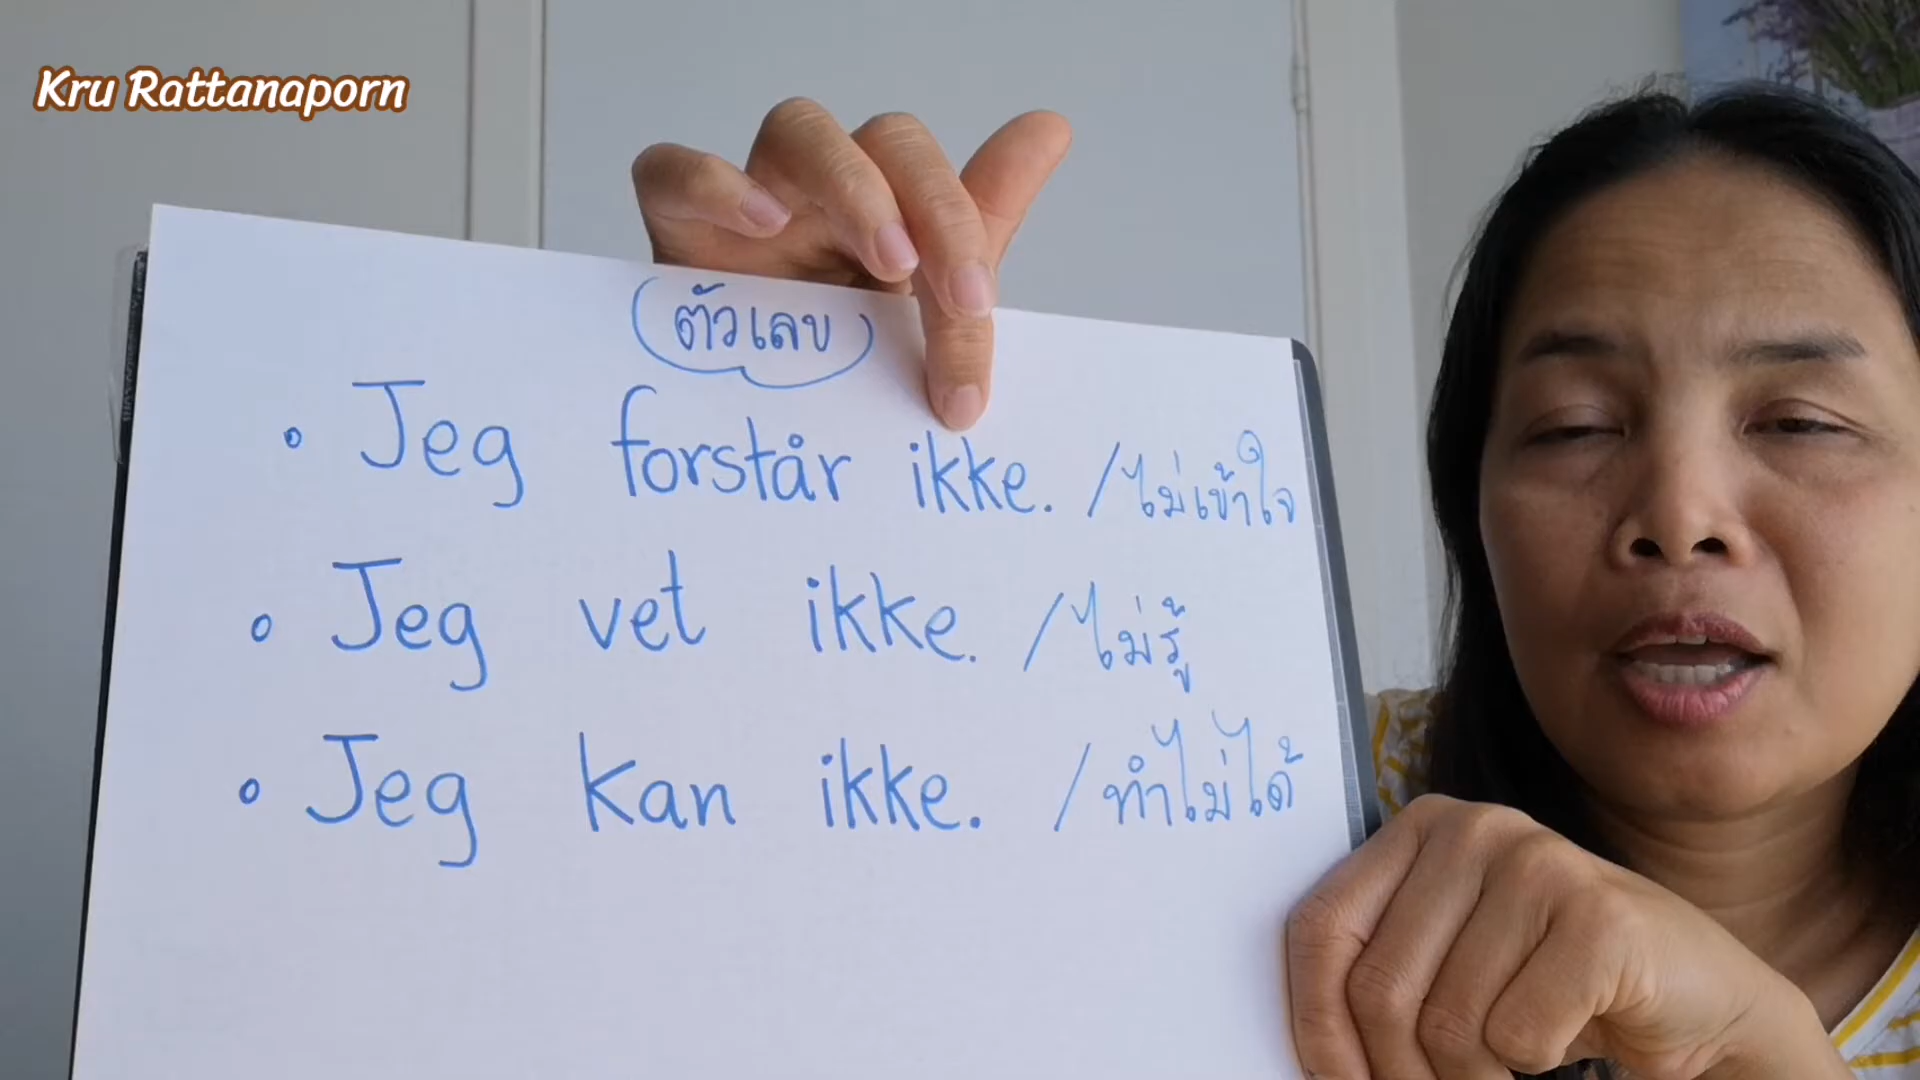 Kru Rattanaporn
ตัวเลข
• Jeg forstår ikke. /ไม่เข้าใจ
• Jeg vet ikke. /ไม่รู้
• Jeg kan ikke. /ทำไม่ได้